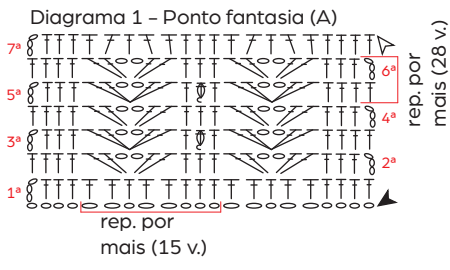 Diagrama 1 - Ponto fantasia (A)
7ª
6ª
5ª
4ª
3ª
2ª
1ª
rep. por
mais (28 v.)
rep. por
mais (15 v.)